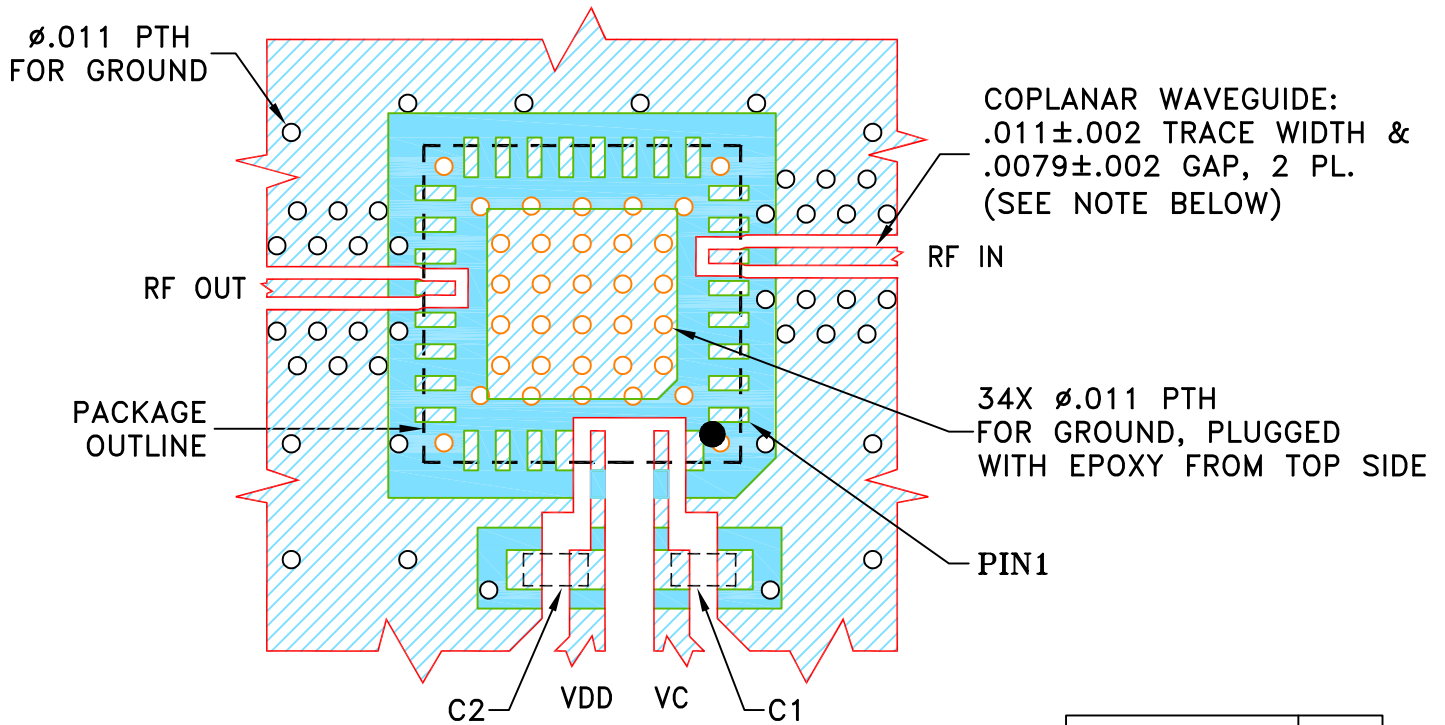 ø.011 PTH
FOR GROUND
COPLANAR WAVEGUIDE:
.011±.002 TRACE WIDTH &
.0079±.002 GAP, 2 PL.
(SEE NOTE BELOW)
RF IN
RF OUT
PACKAGE
OUTLINE
34X ø.011 PTH
FOR GROUND, PLUGGED
WITH EPOXY FROM TOP SIDE
PIN1
C2
VDD
VC
C1